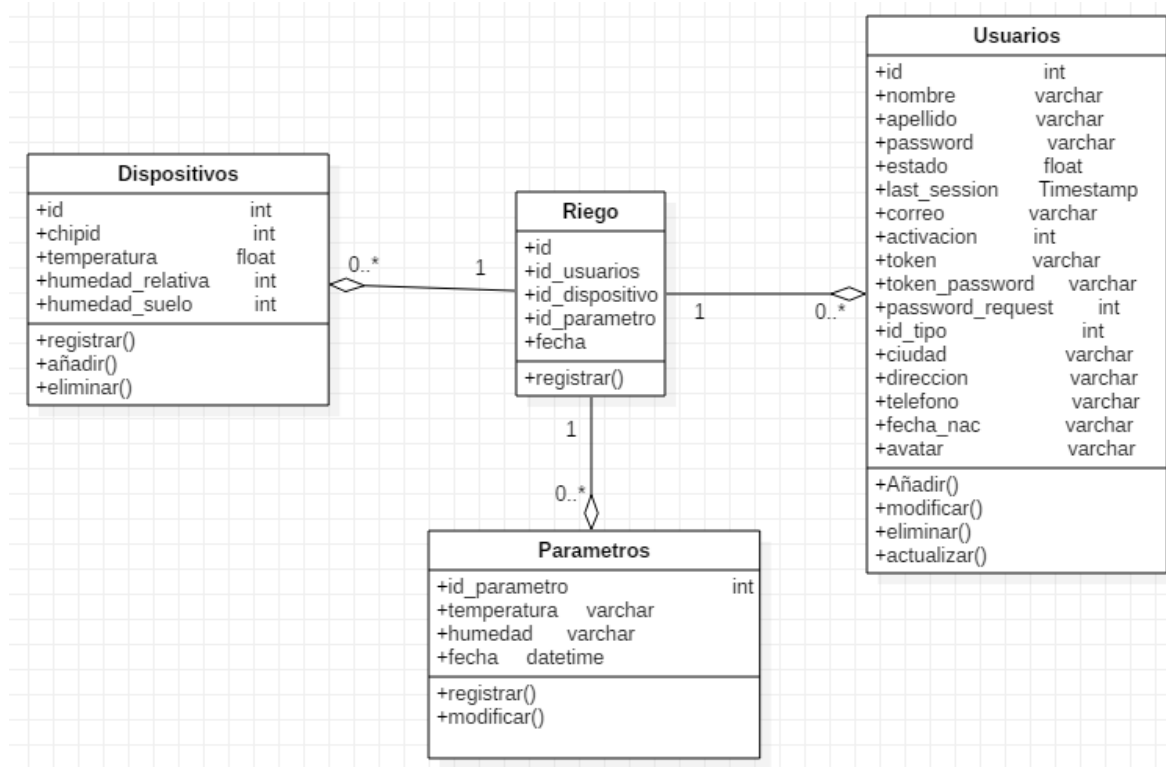 Dispositivos
+id int
+chipid int
+temperatura float
+humedad_relativa int
+humedad_suelo int
+registrar()
+añadir()
+eliminar()
0..*
1
Riego
+id
+id_usuarios
+id_dispositivo
+id_parametro
+fecha
+registrar()
1
0..*
1
0..*
Parametros
+id_parametro int
+temperatura varchar
+humedad varchar
+fecha datetime
+registrar()
+modificar()
Usuarios
+id int
+nombre varchar
+apellido varchar
+password varchar
+estado float
+last_session Timestamp
+correo varchar
+activacion int
+token varchar
+token_password varchar
+password_request int
+id_tipo int
+ciudad varchar
+direccion varchar
+telefono varchar
+fecha_nac varchar
+avatar varchar
+Añadir()
+modificar()
+eliminar()
+actualizar()